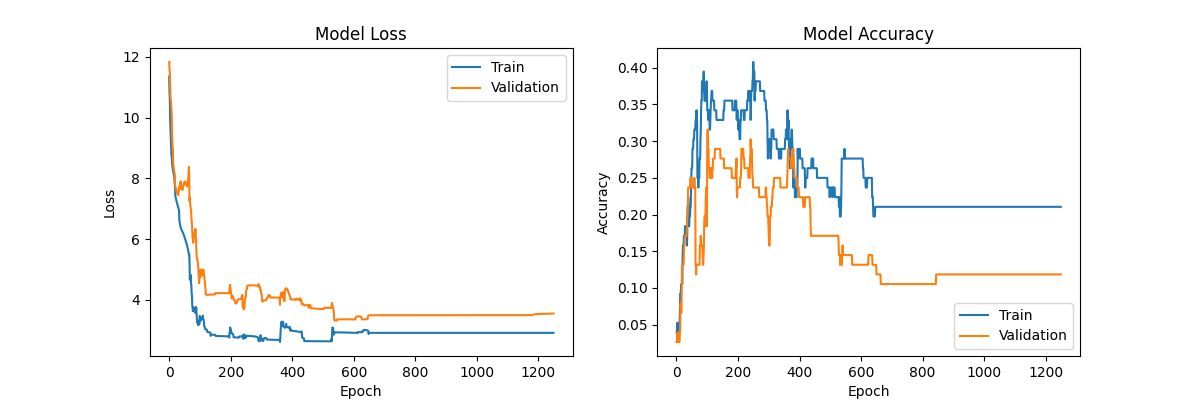 Model Loss
Loss
12
10
8
6
4
0
200
400
600
800
1000
1200
Epoch
Train
Validation
Model Accuracy
Accuracy
0.40
0.35
0.30
0.25
0.20
0.15
0.10
0.05
0
200
400
600
800
1000
1200
Epoch
Train
Validation